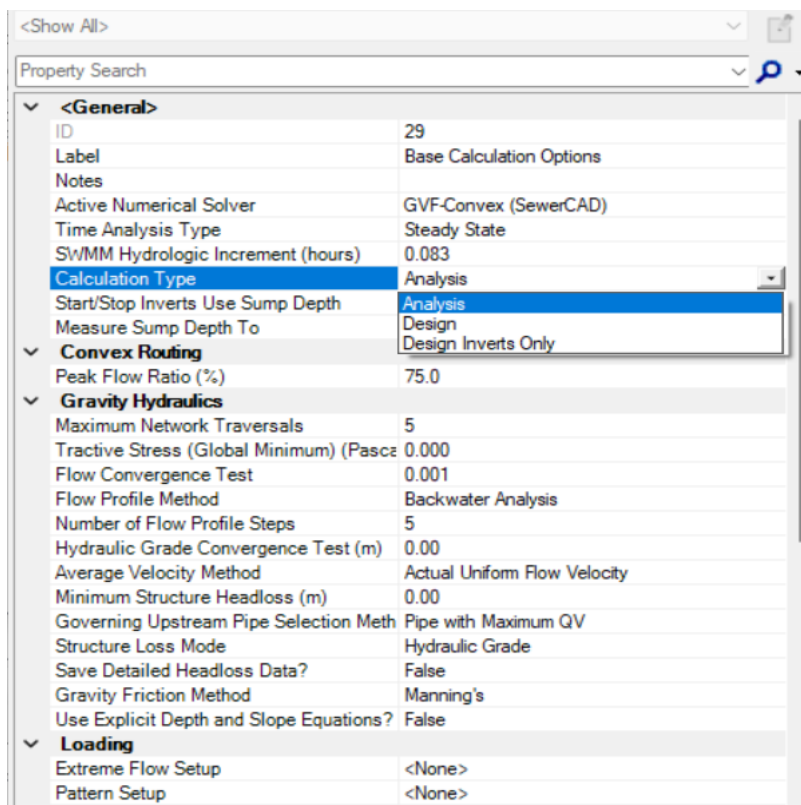 <Show All>
Property Search
<General>
ID 29
Label Base Calculation Options
Notes
Active Numerical Solver GVF-Convex (SewerCAD)
Time Analysis Type Steady State
SWMM Hydrologic Increment (hours) 0.083
Calculation Type Analysis
Start/Stop Inverts Use Sump Depth Analysis
Measure Sump Depth To Design
Design Inverts Only
Convex Routing
Peak Flow Ratio (%) 75.0
Gravity Hydraulics
Maximum Network Traversals 5
Tractive Stress (Global Minimum) (Pasca 0.000
Flow Convergence Test 0.001
Flow Profile Method Backwater Analysis
Number of Flow Profile Steps 5
Hydraulic Grade Convergence Test (m) 0.00
Average Velocity Method Actual Uniform Flow Velocity
Minimum Structure Headloss (m) 0.00
Governing Upstream Pipe Selection Meth Pipe with Maximum QV
Structure Loss Mode Hydraulic Grade
Save Detailed Headloss Data? False
Gravity Friction Method Manning's
Use Explicit Depth and Slope Equations? False
Loading
Extreme Flow Setup <None>
Pattern Setup <None>